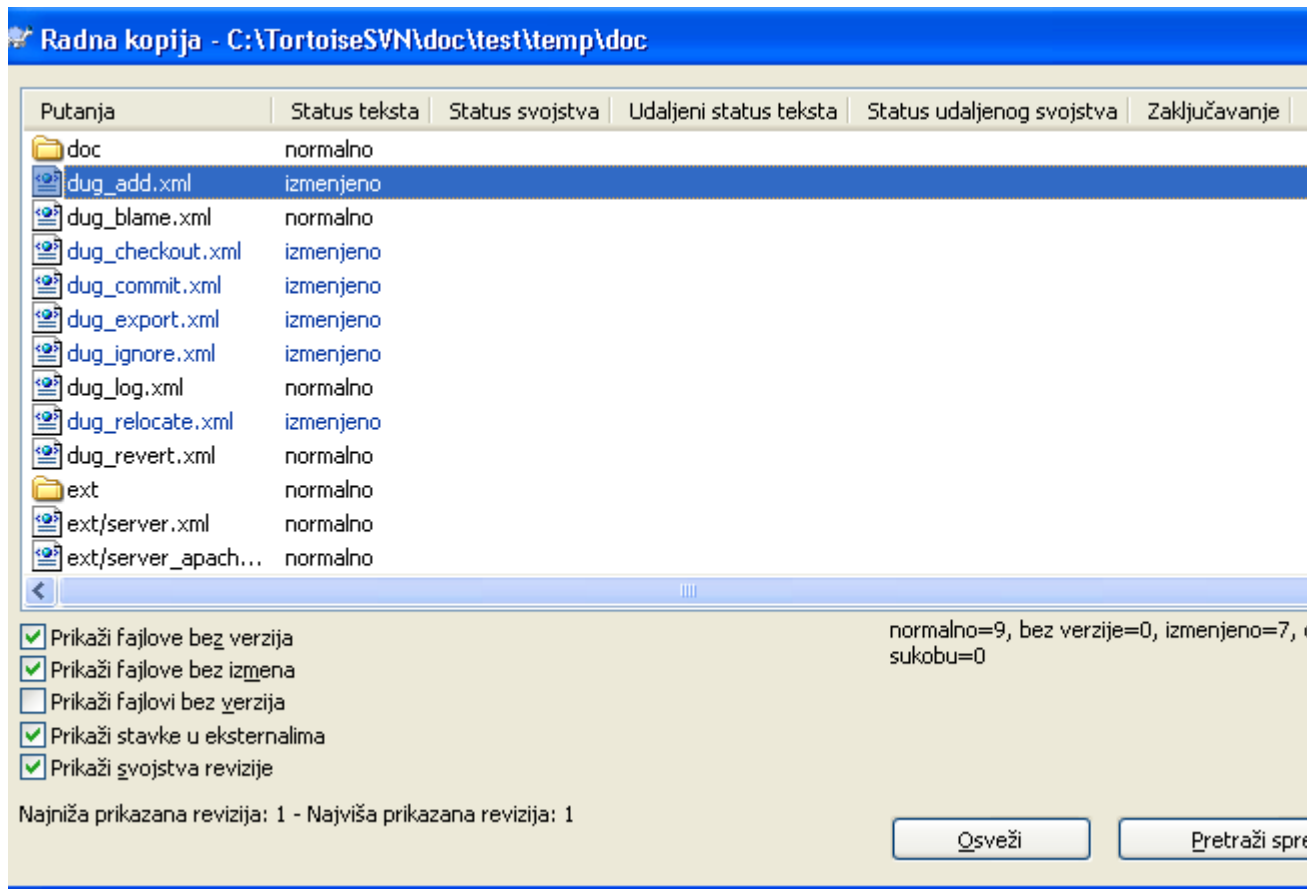 Radna kopija - C:\TortoiseSVN\doc\test\temp\doc
Putanja Status teksta Status svojstva Udaljeni status teksta Status udaljenog svojstva Zaključavanje
doc normalno
dug_add.xml izmenjeno
dug_blame.xml normalno
dug_checkout.xml izmenjeno
dug_commit.xml izmenjeno
dug_export.xml izmenjeno
dug_ignore.xml izmenjeno
dug_log.xml normalno
dug_relocate.xml izmenjeno
dug_revert.xml normalno
ext normalno
ext/server.xml normalno
ext/server_apach... normalno
normalno=9, bez verzije=0, izmenjeno=7,
sukobu=0
Prikaži fajlove bez verzija
Prikaži fajlove bez izmena
Prikaži fajlovi bez verzija
Prikaži stavke u eksternalima
Prikaži svojstva revizije
Najniža prikazana revizija: 1 - Najviša prikazana revizija: 1
Osveži Pretraži